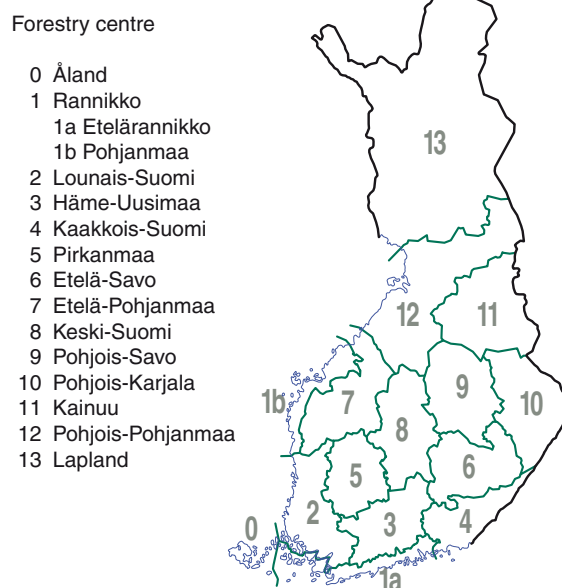 Forestry centre
0 Åland
1 Rannikko
1a Etelärannikko
1b Pohjanmaa
2 Lounais-Suomi
3 Häme-Uusimaa
4 Kaakkois-Suomi
5 Pirkanmaa
6 Etelä-Savo
7 Etelä-Pohjanmaa
8 Keski-Suomi
9 Pohjois-Savo
10 Pohjois-Karjala
11 Kainuu
12 Pohjois-Pohjanmaa
13 Lapland
13
12
11
1b
7
9
10
8
6
5
2
3
4
0
1a